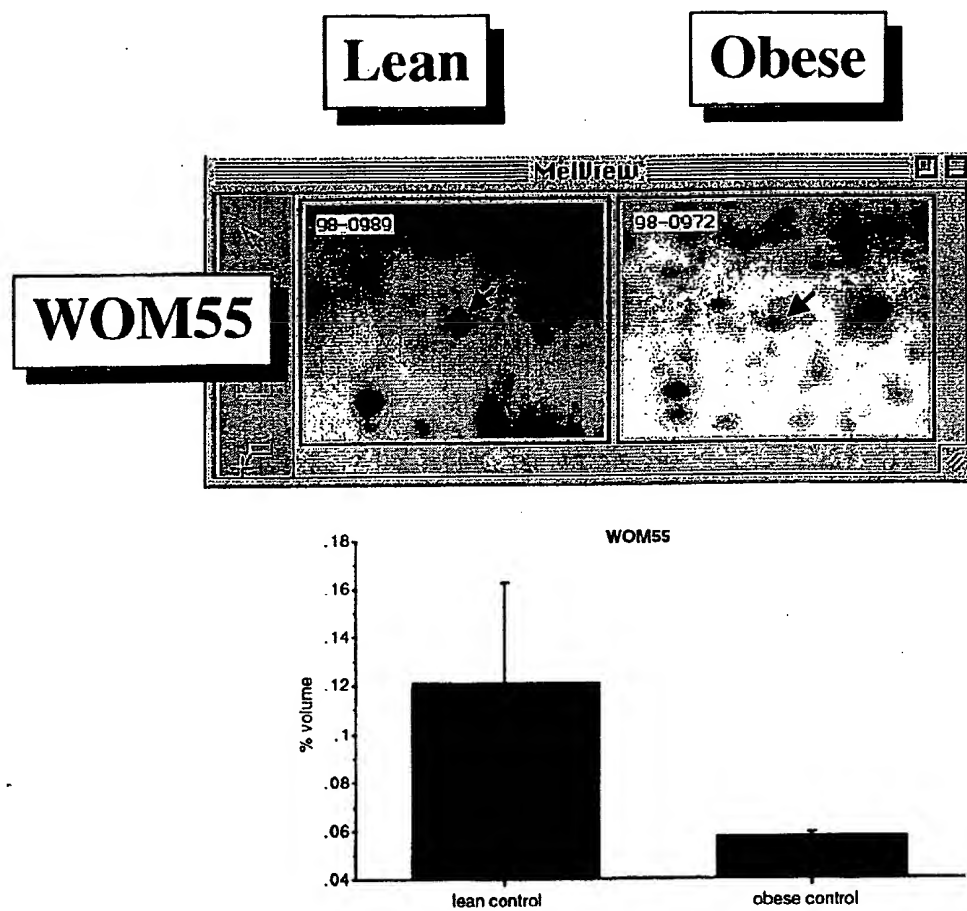 Lean
Obese
MelView
98-0989
98-0972
WOM55
WOM55
.18
.16
.14
.12
.1
.08
.06
.04
% volume
lean control
obese control